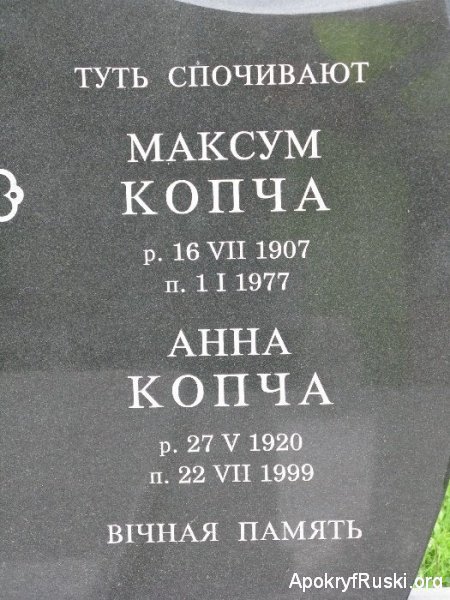 ТУТЬ СПОЧИВАЮТ
МАКСУМ
КОПЧА
р. 16 VII 1907
п. 1 I 1977
АННА
КОПЧА
р. 27 V 1920
п. 22 VII 1999
ВІЧНАЯ ПАМЯТЬ
ApokryfRuski.org